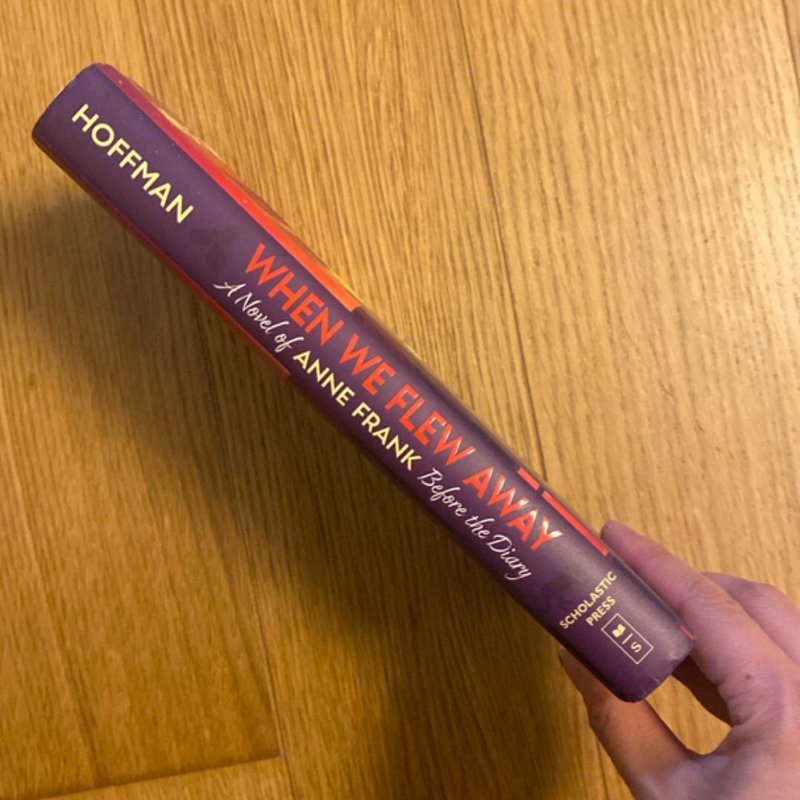 HOFFMAN
WHEN WE FLEW AWAY
A Novel of ANNE FRANK Before the Diary
SCHOLASTIC
PRESS
S